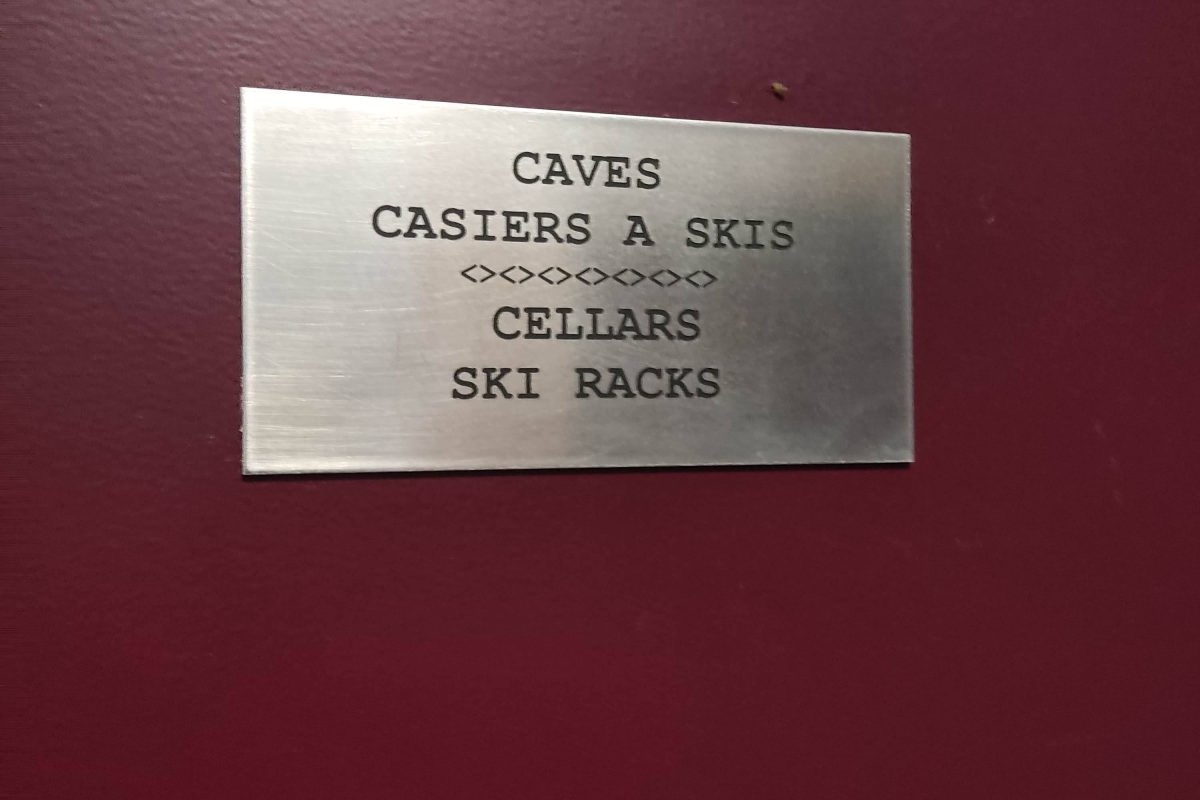 CAVES
CASIERS A SKIS
<><><><><><><>
CELLARS
SKI RACKS